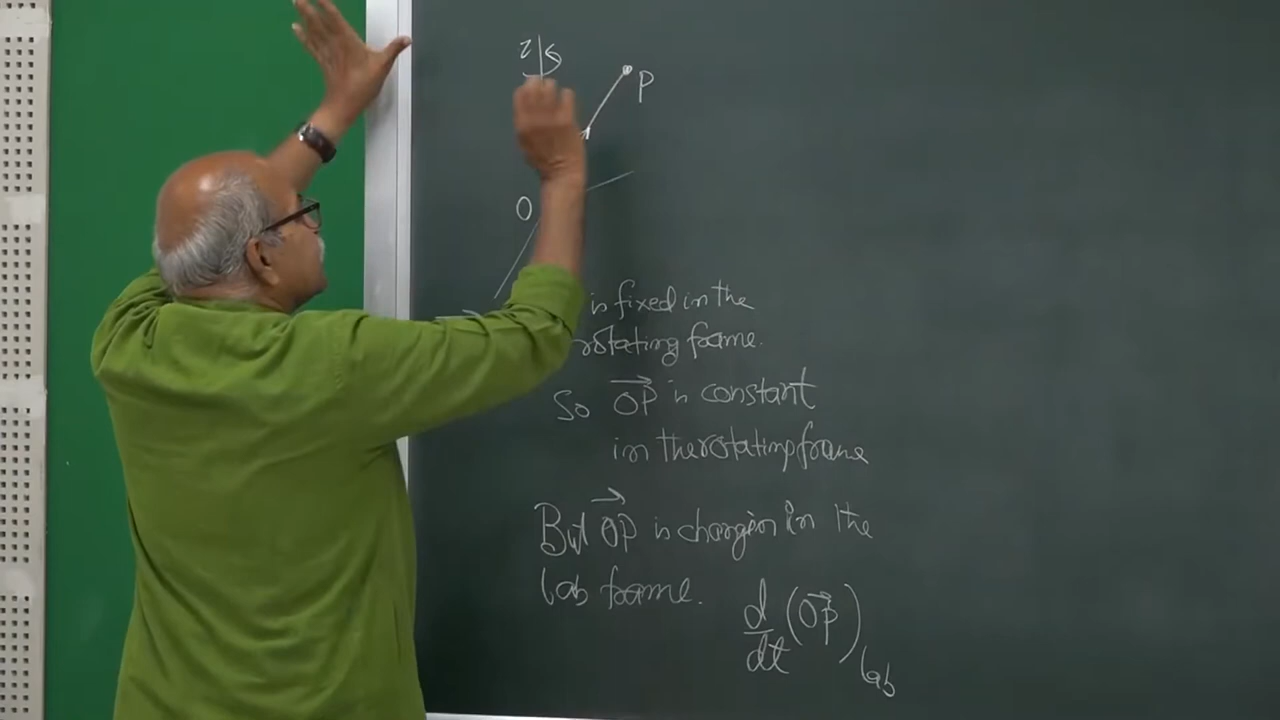 z
P
O
is fixed in the
rotating frame.
So OP is constant
in the rotating frame
But OP is changin in the
lab frame.
d/dt (OP) lab